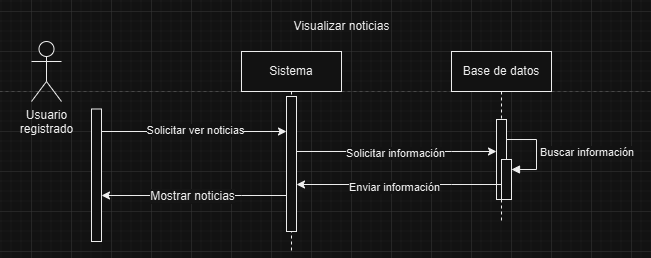 Visualizar noticias
Sistema
Base de datos
Usuario
registrado
Solicitar ver noticias
Solicitar información
Buscar información
Enviar información
Mostrar noticias